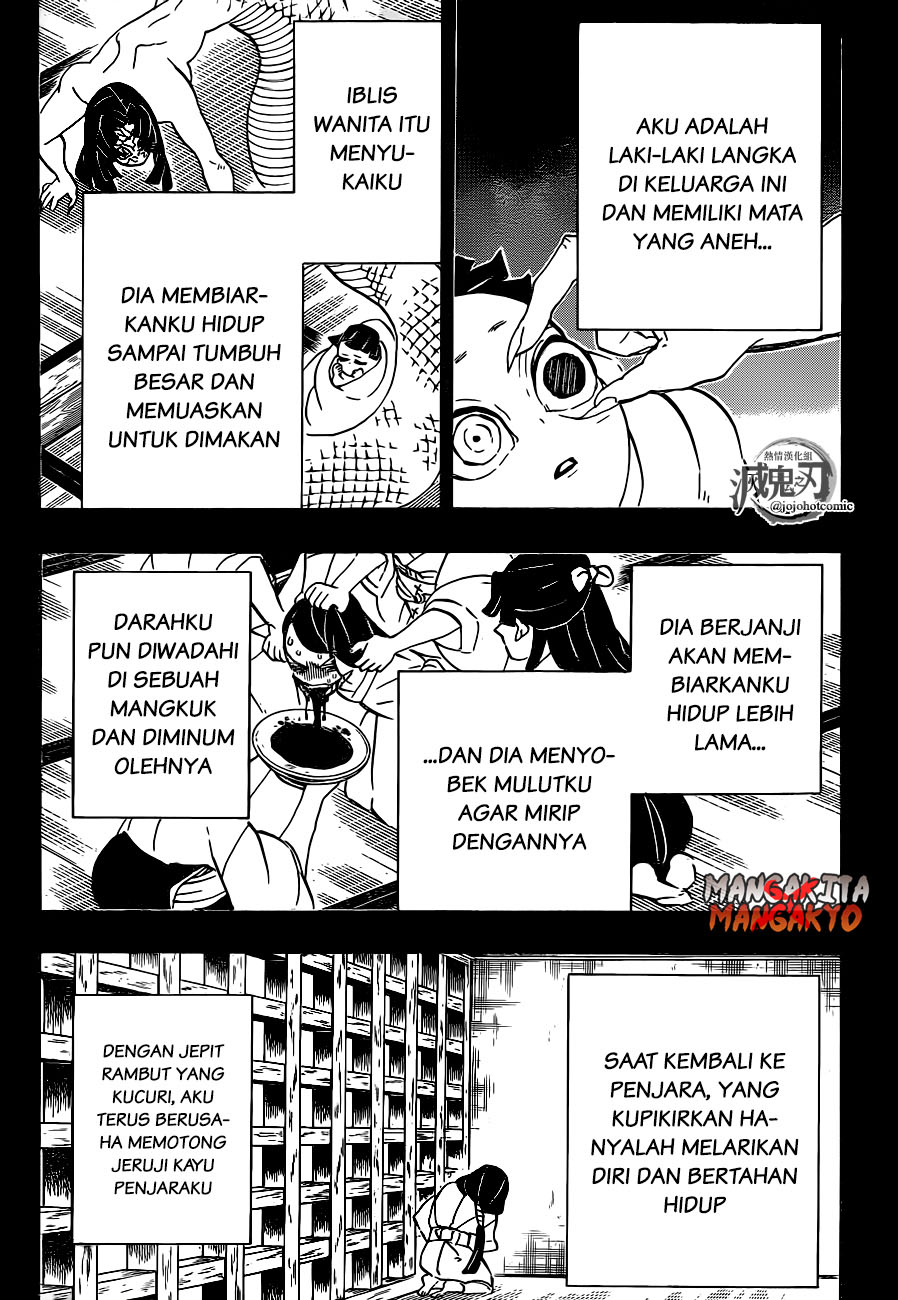 AKU ADALAH
LAKI-LAKI LANGKA
DI KELUARGA INI
DAN MEMILIKI MATA
YANG ANEH...
IBLIS
WANITA ITU
MENYU-
KAIKU
DIA MEMBIAR-
KANKU HIDUP
SAMPAI TUMBUH
BESAR DAN
MEMUASKAN
UNTUK DIMAKAN
熱情漢化組
滅鬼之刃
@jojohotcomic
DIA BERJANJI
AKAN MEM-
BIARKANKU
HIDUP LEBIH
LAMA...
...DAN DIA MENYO-
BEK MULUTKU
AGAR MIRIP
DENGANNYA
DARAHKU
PUN DIWADAHI
DI SEBUAH
MANGKUK
DAN DIMINUM
OLEHNYA
MANGAKITA
MANGAKYO
SAAT KEMBALI KE
PENJARA, YANG
KUPIKIRKAN HA-
NYALAH MELARIKAN
DIRI DAN BERTAHAN
HIDUP
DENGAN JEPIT
RAMBUT YANG
KUCURI, AKU
TERUS BERUSA-
HA MEMOTONG
JERUJI KAYU
PENJARAKU